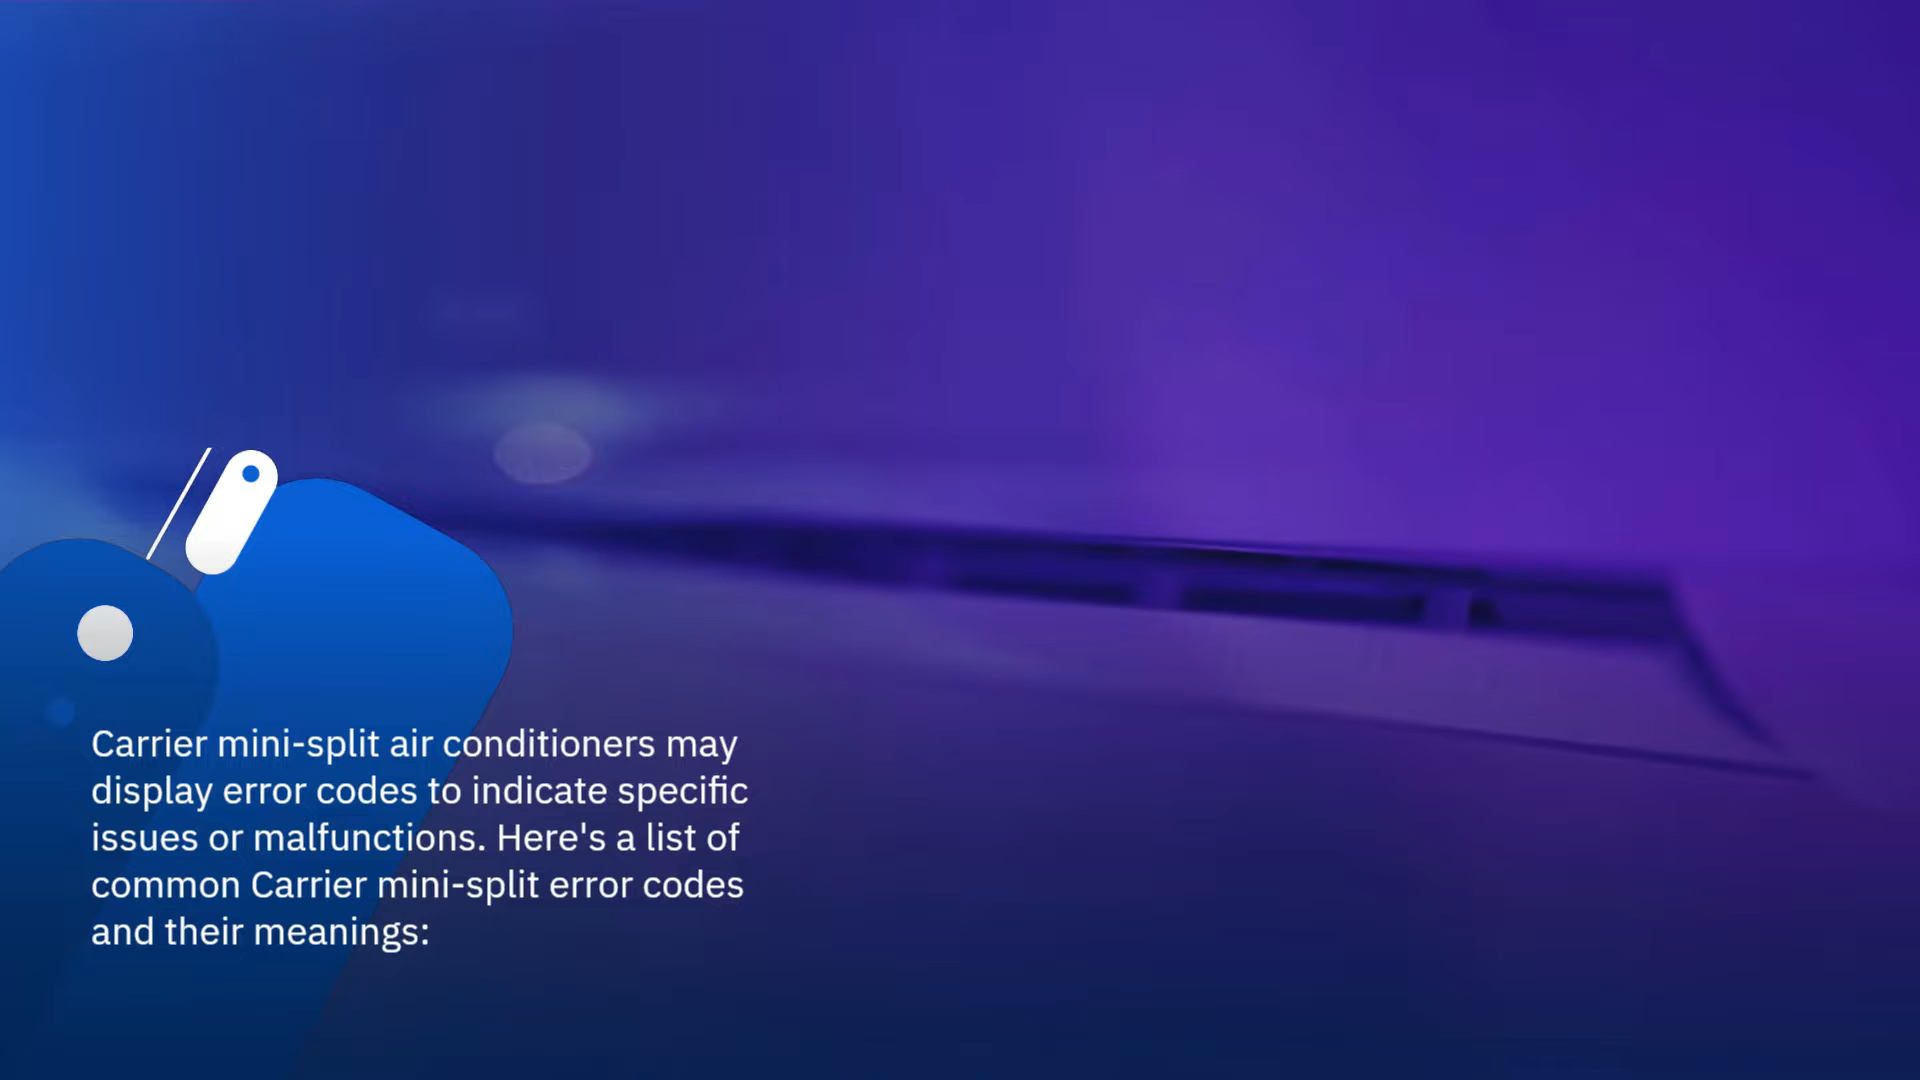 Carrier mini-split air conditioners may
display error codes to indicate specific
issues or malfunctions. Here's a list of
common Carrier mini-split error codes
and their meanings: